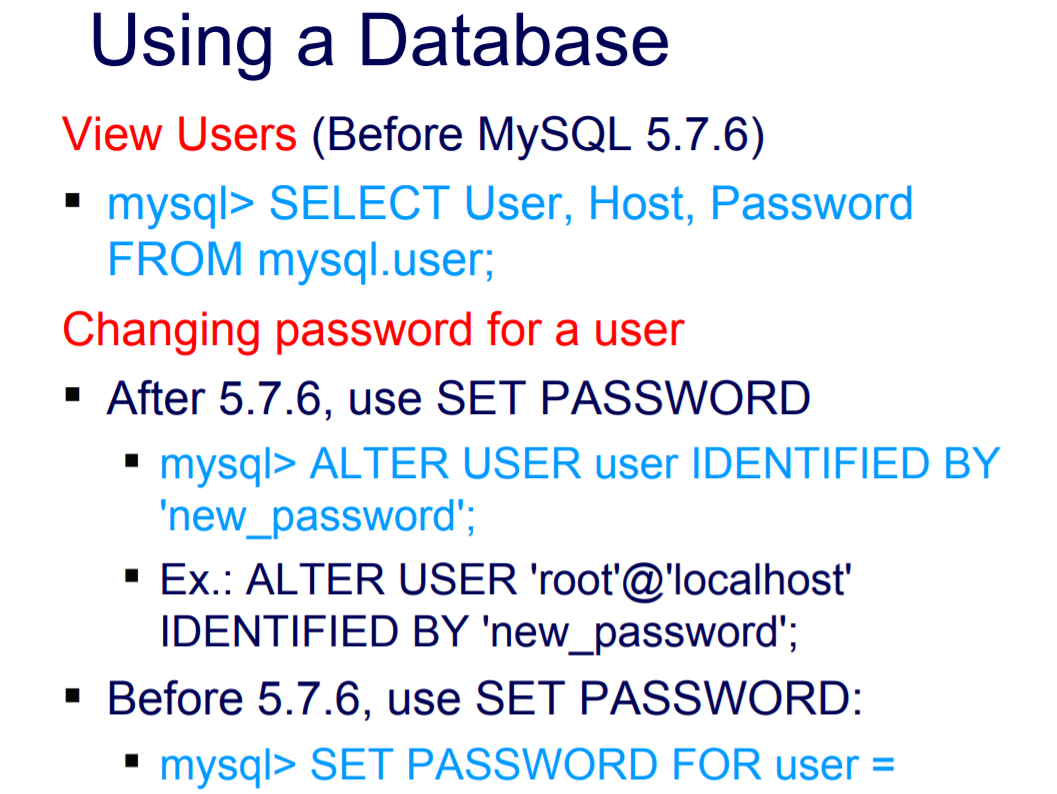 Using a Database
View Users (Before MySQL 5.7.6)
▪ mysql> SELECT User, Host, Password
FROM mysql.user;
Changing password for a user
▪ After 5.7.6, use SET PASSWORD
▪ mysql> ALTER USER user IDENTIFIED BY
'new_password';
▪ Ex.: ALTER USER 'root'@'localhost'
IDENTIFIED BY 'new_password';
▪ Before 5.7.6, use SET PASSWORD:
▪ mysql> SET PASSWORD FOR user =